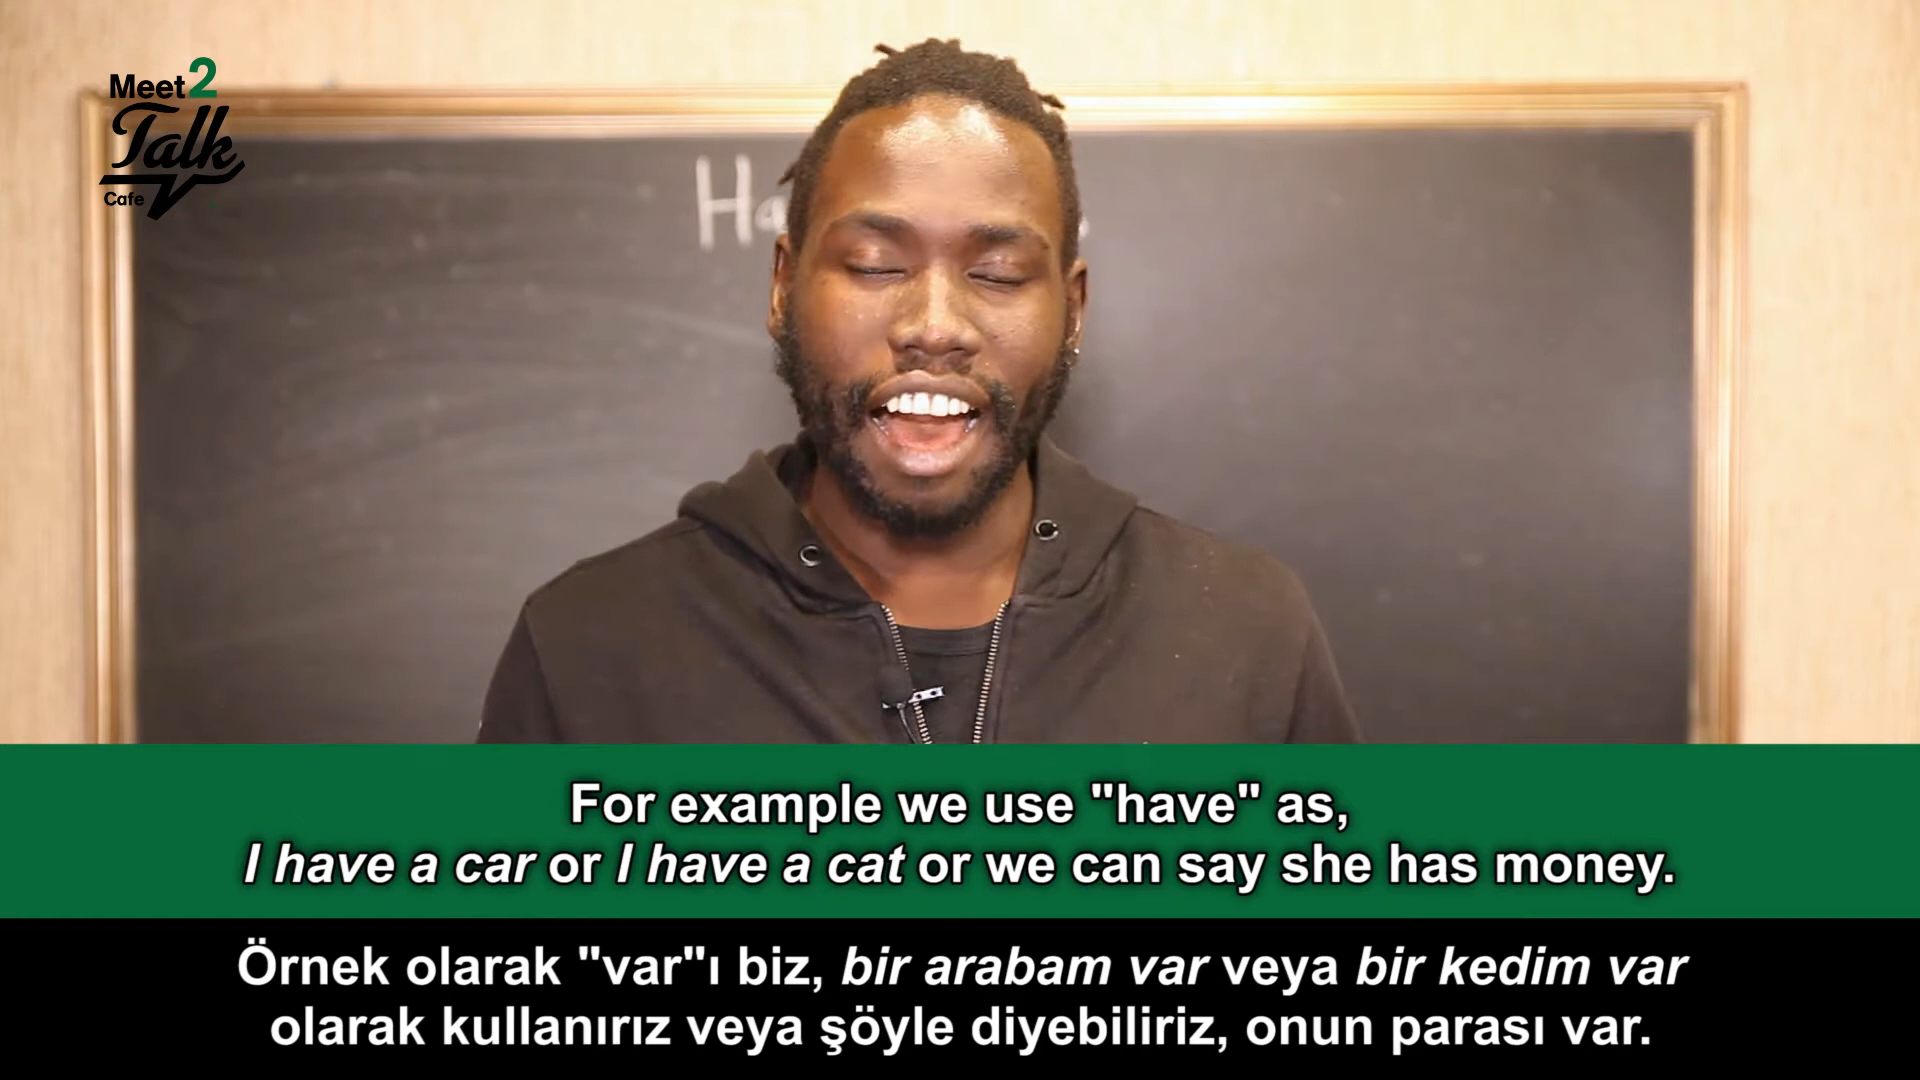 Meet2
Talk
Cafe
Ha
For example we use "have" as,
I have a car or I have a cat or we can say she has money.
Örnek olarak "var"ı biz, bir arabam var veya bir kedim var
olarak kullanırız veya şöyle diyebiliriz, onun parası var.